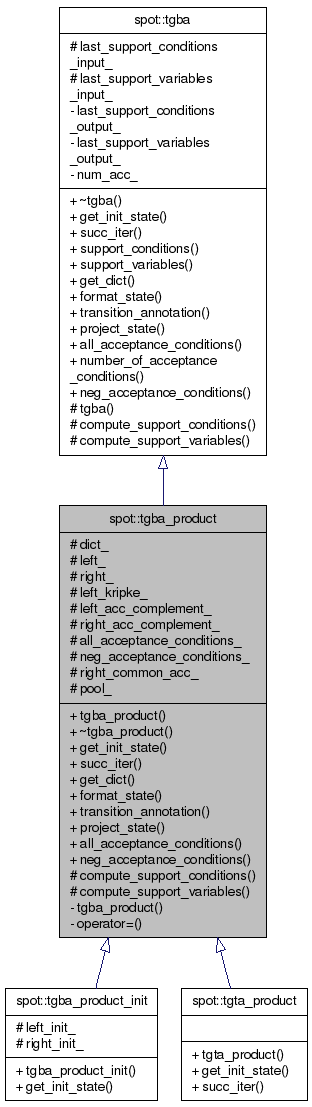 spot::tgba
# last_support_conditions
_input_
# last_support_variables
_input_
- last_support_conditions
_output_
- last_support_variables
_output_
- num_acc_
+ ~tgba()
+ get_init_state()
+ succ_iter()
+ support_conditions()
+ support_variables()
+ get_dict()
+ format_state()
+ transition_annotation()
+ project_state()
+ all_acceptance_conditions()
+ number_of_acceptance
_conditions()
+ neg_acceptance_conditions()
# tgba()
# compute_support_conditions()
# compute_support_variables()
spot::tgba_product
# dict_
# left_
# right_
# left_kripke_
# left_acc_complement_
# right_acc_complement_
# all_acceptance_conditions_
# neg_acceptance_conditions_
# right_common_acc_
# pool_
+ tgba_product()
+ ~tgba_product()
+ get_init_state()
+ succ_iter()
+ get_dict()
+ format_state()
+ transition_annotation()
+ project_state()
+ all_acceptance_conditions()
+ neg_acceptance_conditions()
# compute_support_conditions()
# compute_support_variables()
- tgba_product()
- operator=()
spot::tgba_product_init
# left_init_
# right_init_
+ tgba_product_init()
+ get_init_state()
spot::tgta_product
+ tgta_product()
+ get_init_state()
+ succ_iter()